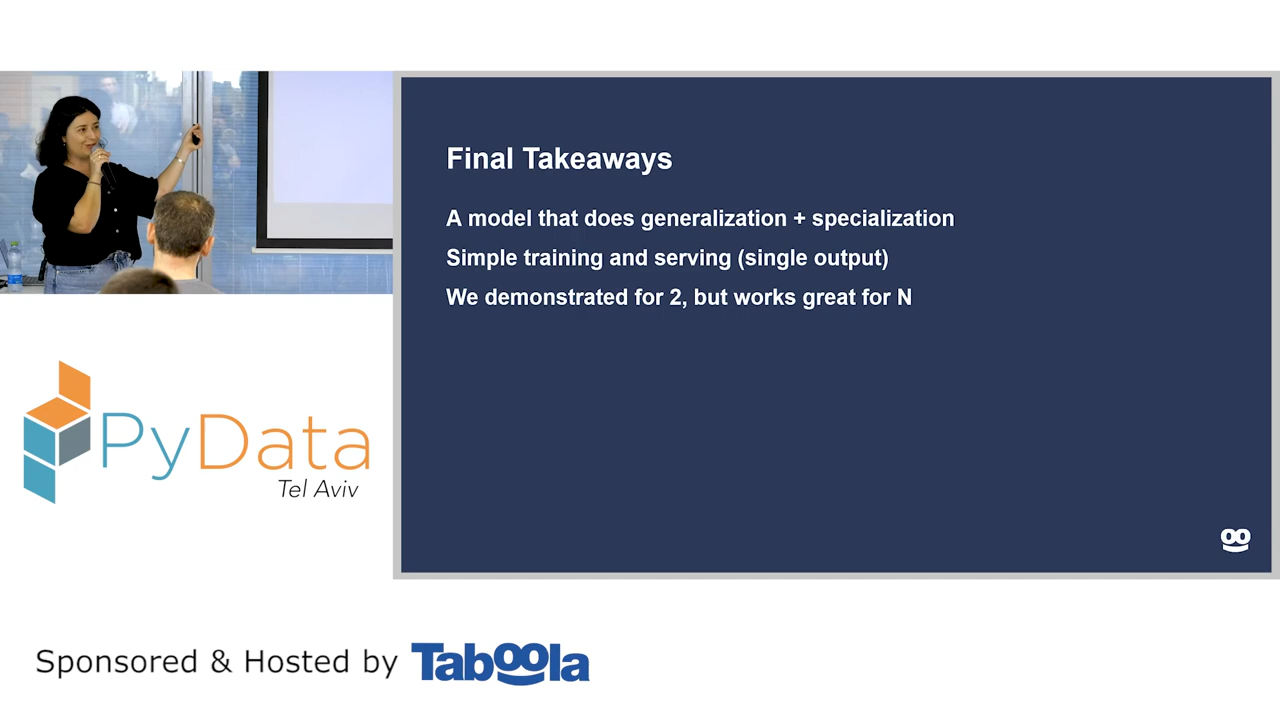 Final Takeaways
A model that does generalization + specialization
Simple training and serving (single output)
We demonstrated for 2, but works great for N
PyData
Tel Aviv
Sponsored & Hosted by Taboola